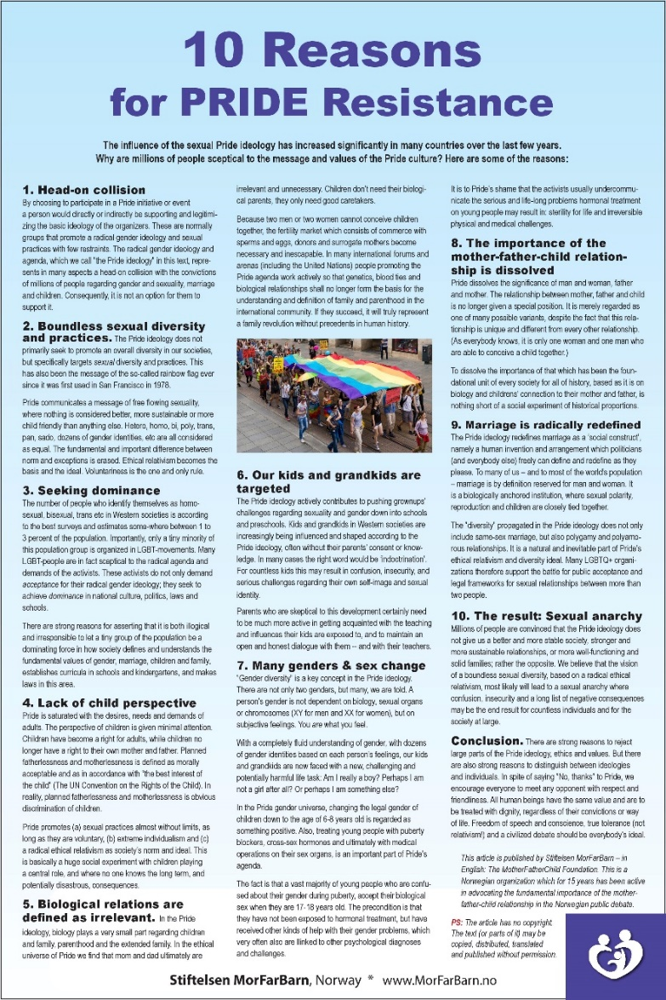 10 Reasons
for PRIDE Resistance
The influence of the sexual Pride ideology has increased significantly in many countries over the last few years.
Why are millions of people sceptical to the message and values of the Pride culture? Here are some of the reasons:
1. Head-on collision
By choosing to participate in a Pride initiative or event
a person would directly or indirectly be supporting and legitimi-
zing the basic ideology of the organizers. These are normally
groups that promote a radical gender ideology and sexual
practices with few restraints. The radical gender ideology and
agenda, which we call "the Pride ideology" in this text, repre-
sents in many aspects a head-on collision with the convictions
of millions of people regarding gender and sexuality, marriage
and children. Consequently, it is not an option for them to
support it.
2. Boundless sexual diversity
and practices. The Pride ideology does not
primarily seek to promote an overall diversity in our societies,
but specifically targets sexual diversity and practices. This
has also been the message of the so-called rainbow flag ever
since it was first used in San Francisco in 1978.
Pride communicates a message of free flowing sexuality,
where nothing is considered better, more sustainable or more
child friendly than anything else. Hetero, homo, bi, poly, trans,
pan, sado, dozens of gender identities, etc are all considered
as equal. The fundamental and important difference between
norm and exceptions is erased. Ethical relativism becomes the
basis and the ideal. Voluntariness is the one and only rule.
3. Seeking dominance
The number of people who identify themselves as homo-
sexual, bisexual, trans etc in Western societies is according
to the best surveys and estimates some-where between 1 to
3 percent of the population. Importantly, only a tiny minority of
this population group is organized in LGBT-movements. Many
LGBT-people are in fact sceptical to the radical agenda and
demands of the activists. These activists do not only demand
acceptance for their radical gender ideology; they seek to
achieve dominance in national culture, politics, laws and
schools.
There are strong reasons for asserting that it is both illogical
and irresponsible to let a tiny group of the population be a
dominating force in how society defines and understands the
fundamental values of gender, marriage, children and family,
establishes curricula in schools and kindergartens, and makes
laws in this area.
4. Lack of child perspective
Pride is saturated with the desires, needs and demands of
adults. The perspective of children is given minimal attention.
Children have become a right for adults, while children no
longer have a right to their own mother and father. Planned
fatherlessness and motherlessness is defined as morally
acceptable and as in accordance with "the best interest of
the child" (The UN Convention on the Rights of the Child). In
reality, planned fatherlessness and motherlessness is obvious
discrimination of children.
Pride promotes (a) sexual practices almost without limits, as
long as they are voluntary, (b) extreme individualism and (c)
a radical ethical relativism as society's norm and ideal. This
is basically a huge social experiment with children playing
a central role, and where no one knows the long term, and
potentially disastrous, consequences.
5. Biological relations are
defined as irrelevant. In the Pride
ideology, biology plays a very small part regarding children
and family, parenthood and the extended family. In the ethical
universe of Pride we find that mom and dad ultimately are
irrelevant and unnecessary. Children don't need their biologi-
cal parents, they only need good caretakers.
Because two men or two women cannot conceive children
together, the fertility market which consists of commerce with
sperms and eggs, donors and surrogate mothers become
necessary and inescapable. In many international forums and
arenas (including the United Nations) people promoting the
Pride agenda work actively so that genetics, blood ties and
biological relationships shall no longer form the basis for the
understanding and definition of family and parenthood in the
international community. If they succeed, it will truly represent
a family revolution without precedents in human history.
6. Our kids and grandkids are
targeted
The Pride ideology actively contributes to pushing grownups'
challenges regarding sexuality and gender down into schools
and preschools. Kids and grandkids in Western societies are
increasingly being influenced and shaped according to the
Pride ideology, often without their parents' consent or know-
ledge. In many cases the right word would be 'indoctrination'.
For countless kids this may result in confusion, insecurity, and
serious challenges regarding their own self-image and sexual
identity.
Parents who are skeptical to this development certainly need
to be much more active in getting acquainted with the teaching
and influences their kids are exposed to, and to maintain an
open and honest dialogue with them – and with their teachers.
7. Many genders & sex change
"Gender diversity" is a key concept in the Pride ideology.
There are not only two genders, but many, we are told. A
person's gender is not dependent on biology, sexual organs
or chromosomes (XY for men and XX for women), but on
subjective feelings. You are what you feel.
With a completely fluid understanding of gender, with dozens
of gender identities based on each person's feelings, our kids
and grandkids are now faced with a new, challenging and
potentially harmful life task: Am I really a boy? Perhaps I am
not a girl after all? Or perhaps I am something else?
In the Pride gender universe, changing the legal gender of
children down to the age of 6-8 years old is regarded as
something positive. Also, treating young people with puberty
blockers, cross-sex hormones and ultimately with medical
operations on their sex organs, is an important part of Pride's
agenda.
The fact is that a vast majority of young people who are confu-
sed about their gender during puberty, accept their biological
sex when they are 17-18 years old. The precondition is that
they have not been exposed to hormonal treatment, but have
received other kinds of help with their gender problems, which
very often also are linked to other psychological diagnoses
and challenges.
It is to Pride's shame that the activists usually undercommu-
nicate the serious and life-long problems hormonal treatment
on young people may result in: sterility for life and irreversible
physical and medical challenges.
8. The importance of the
mother-father-child relation-
ship is dissolved
Pride dissolves the significance of man and woman, father
and mother. The relationship between mother, father and child
is no longer given a special position. It is merely regarded as
one of many possible variants, despite the fact that this rela-
tionship is unique and different from every other relationship.
(As everybody knows, it is only one woman and one man who
are able to conceive a child together.)
To dissolve the importance of that which has been the foun-
dational unit of every society for all of history, based as it is on
biology and childrens' connection to their mother and father, is
nothing short of a social experiment of historical proportions.
9. Marriage is radically redefined
The Pride ideology redefines marriage as a 'social construct',
namely a human invention and arrangement which politicians
(and everybody else) freely can define and redefine as they
please. To many of us – and to most of the world's population
– marriage is by definition reserved for man and woman. It
is a biologically anchored institution, where sexual polarity,
reproduction and children are closely tied together.
The "diversity" propagated in the Pride ideology does not only
include same-sex marriage, but also polygamy and polyamo-
rous relationships. It is a natural and inevitable part of Pride's
ethical relativism and diversity ideal. Many LGBTQ+ organi-
zations therefore support the battle for public acceptance and
legal frameworks for sexual relationships between more than
two people.
10. The result: Sexual anarchy
Millions of people are convinced that the Pride ideology does
not give us a better and more stable society, stronger and
more sustainable relationships, or more well-functioning and
solid families; rather the opposite. We believe that the vision
of a boundless sexual diversity, based on a radical ethical
relativism, most likely will lead to a sexual anarchy where
confusion, insecurity and a long list of negative consequences
may be the end result for countless individuals and for the
society at large.
Conclusion. There are strong reasons to reject
large parts of the Pride ideology, ethics and values. But there
are also strong reasons to distinguish between ideologies
and individuals. In spite of saying "No, thanks" to Pride, we
encourage everyone to meet any opponent with respect and
friendliness. All human beings have the same value and are to
be treated with dignity, regardless of their convictions or way
of life. Freedom of speech and conscience, true tolerance (not
relativism!) and a civilized debate should be everybody's ideal.
This article is published by Stiftelsen MorFarBarn – in
English: The MotherFatherChild Foundation. This is a
Norwegian organization which for 15 years has been active
in advocating the fundamental importance of the mother-
father-child relationship in the Norwegian public debate.
PS: The article has no copyright.
The text (or parts of it) may be
copied, distributed, translated
and published without permission.
Stiftelsen MorFarBarn, Norway * www.MorFarBarn.no